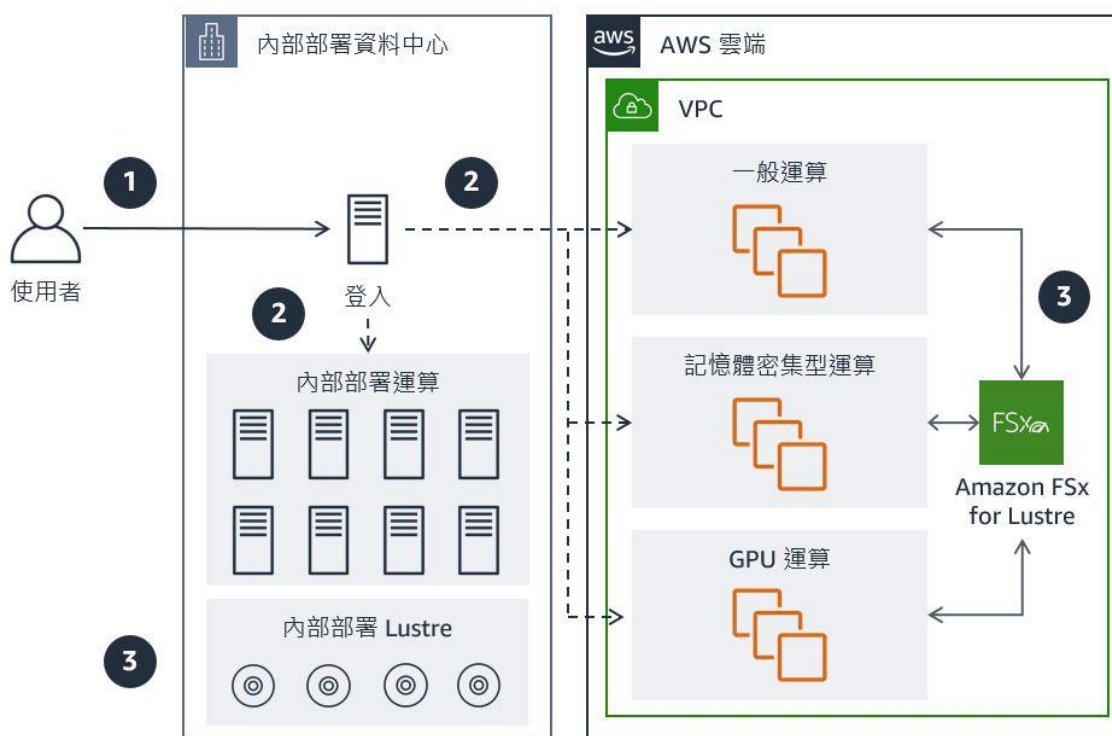 內部部署資料中心
aws
AWS 雲端
VPC
1
2
一般運算
使用者
登入
2
3
內部部署運算
記憶體密集型運算
FSx
Amazon FSx
for Lustre
GPU 運算
內部部署 Lustre
3